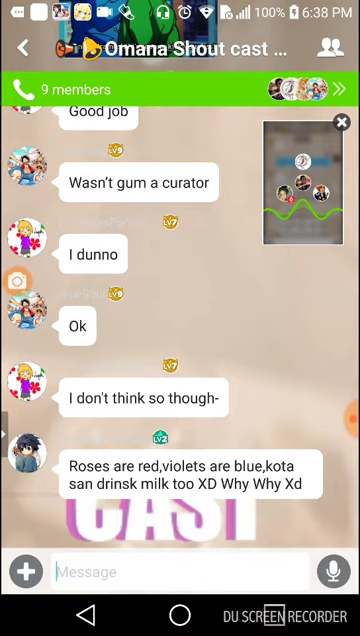 100% 6:38 PM
Omana Shout cast ...
9 members
Good job
LV9
Wasn't gum a curator
LV7
I dunno
LV9
Ok
LV7
I don't think so though-
LV2
Roses are red,violets are blue,kota
san drinsk milk too XD Why Why Xd
CAST
Message
DU SCREEN RECORDER